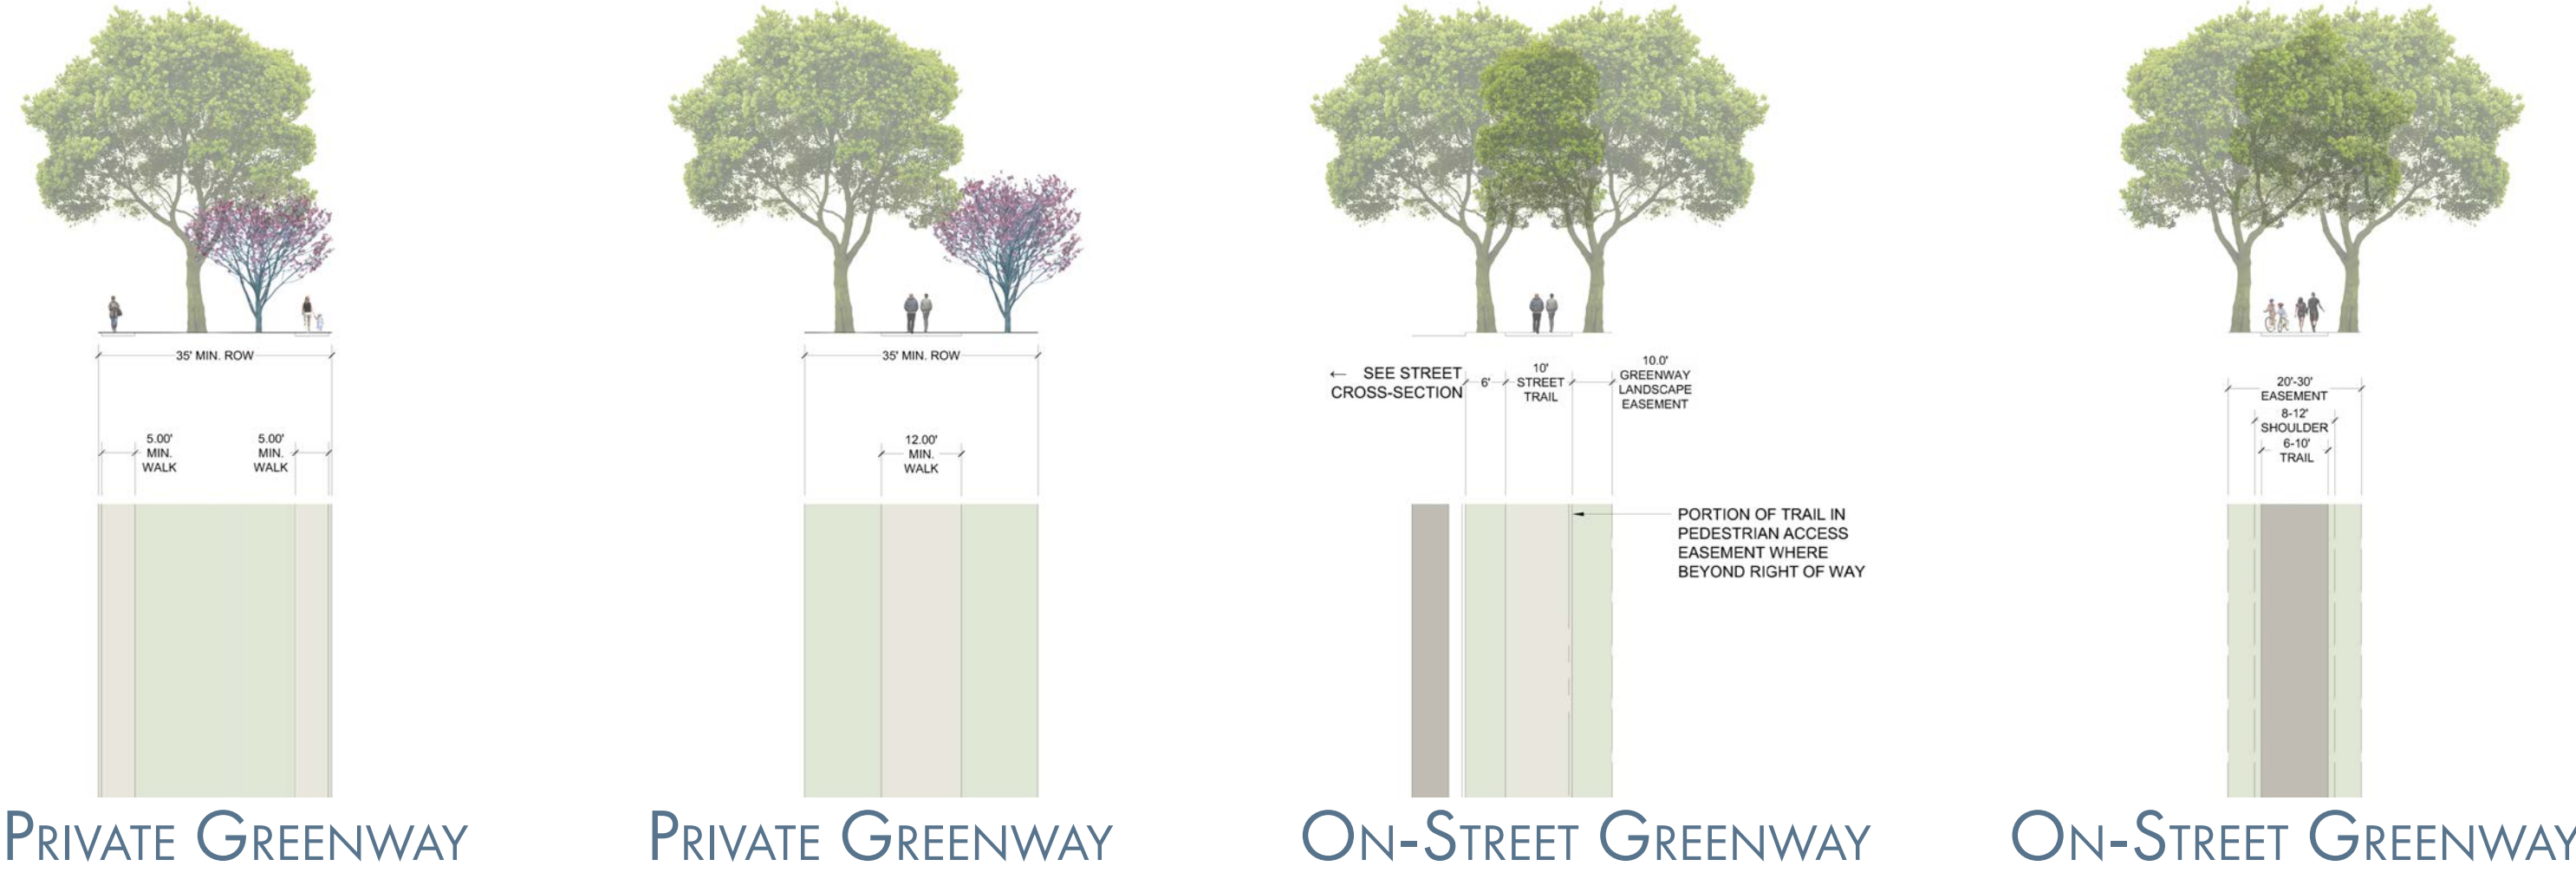 35' MIN. ROW
5.00'
MIN.
WALK
5.00'
MIN.
WALK
PRIVATE GREENWAY
35' MIN. ROW
12.00'
MIN.
WALK
PRIVATE GREENWAY
← SEE STREET
CROSS-SECTION
6'
10'
STREET
TRAIL
10.0'
GREENWAY
LANDSCAPE
EASEMENT
PORTION OF TRAIL IN
PEDESTRIAN ACCESS
EASEMENT WHERE
BEYOND RIGHT OF WAY
ON-STREET GREENWAY
20'-30'
EASEMENT
8-12'
SHOULDER
6-10'
TRAIL
ON-STREET GREENWAY